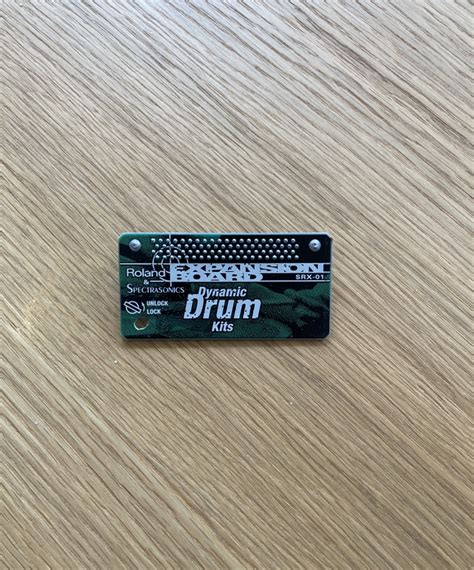 Roland
&
SPECTRASONICS
EXPANSION
BOARD SRX-01
UNLOCK
LOCK
Dynamic
Drum
Kits